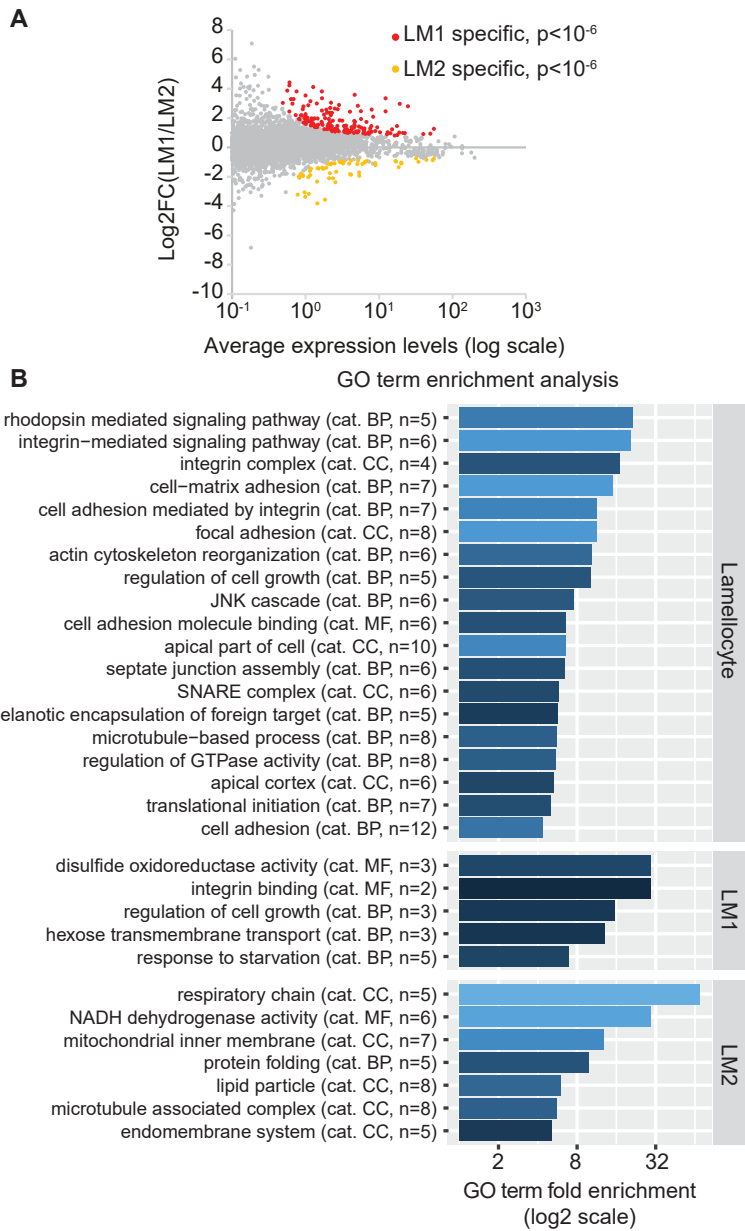 A
8
6
4
2
0
-2
-4
-6
-8
-10
Log2FC(LM1/LM2)
LM1 specific, p<10-6
LM2 specific, p<10-6
10-1 100 101 102 103
Average expression levels (log scale)
B
GO term enrichment analysis
rhodopsin mediated signaling pathway (cat. BP, n=5)
integrin−mediated signaling pathway (cat. BP, n=6)
integrin complex (cat. CC, n=4)
cell−matrix adhesion (cat. BP, n=7)
cell adhesion mediated by integrin (cat. BP, n=7)
focal adhesion (cat. CC, n=8)
actin cytoskeleton reorganization (cat. BP, n=6)
regulation of cell growth (cat. BP, n=5)
JNK cascade (cat. BP, n=6)
cell adhesion molecule binding (cat. MF, n=6)
apical part of cell (cat. CC, n=10)
septate junction assembly (cat. BP, n=6)
SNARE complex (cat. CC, n=6)
elanotic encapsulation of foreign target (cat. BP, n=5)
microtubule−based process (cat. BP, n=8)
regulation of GTPase activity (cat. BP, n=8)
apical cortex (cat. CC, n=6)
translational initiation (cat. BP, n=7)
cell adhesion (cat. BP, n=12)
Lamellocyte
disulfide oxidoreductase activity (cat. MF, n=3)
integrin binding (cat. MF, n=2)
regulation of cell growth (cat. BP, n=3)
hexose transmembrane transport (cat. BP, n=3)
response to starvation (cat. BP, n=5)
LM1
respiratory chain (cat. CC, n=5)
NADH dehydrogenase activity (cat. MF, n=6)
mitochondrial inner membrane (cat. CC, n=7)
protein folding (cat. BP, n=5)
lipid particle (cat. CC, n=8)
microtubule associated complex (cat. CC, n=8)
endomembrane system (cat. CC, n=5)
LM2
2 8 32
GO term fold enrichment
(log2 scale)